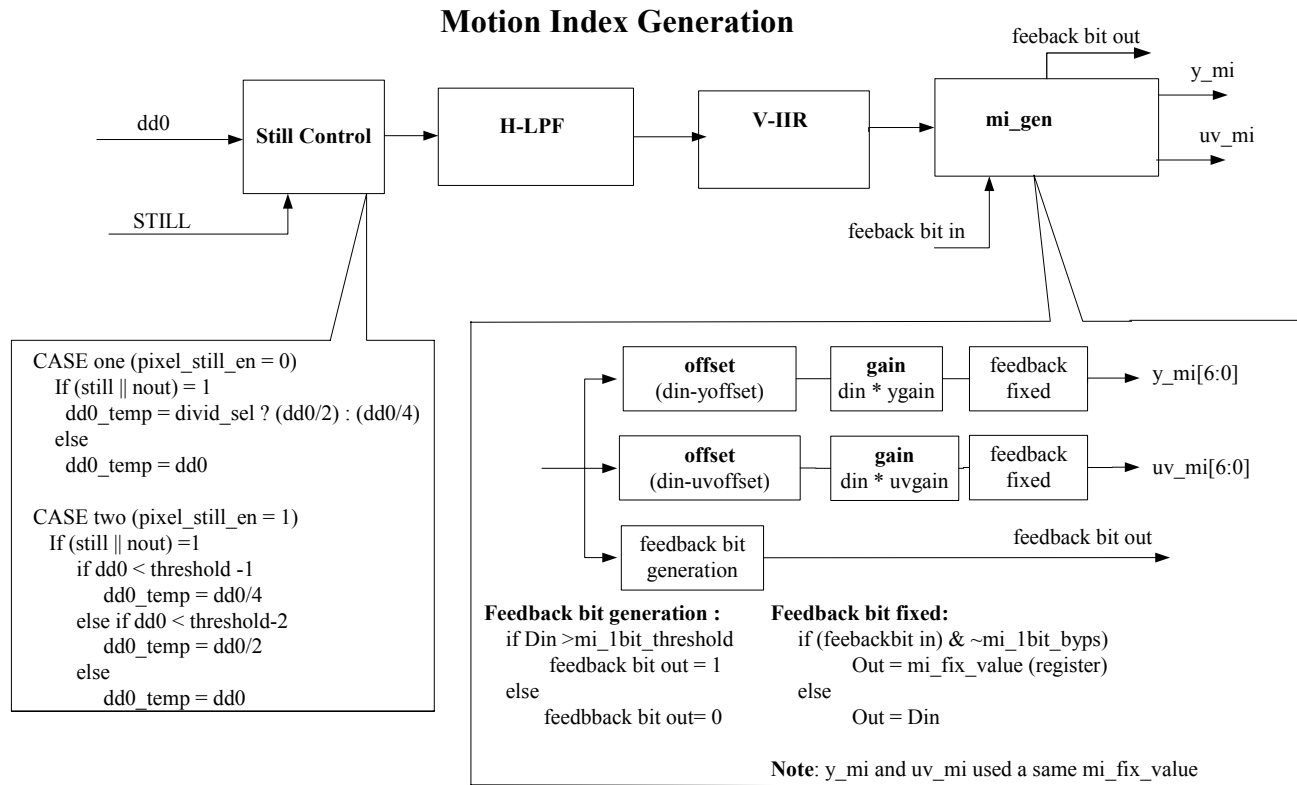 Motion Index Generation
feeback bit out
y_mi
dd0
Still Control
H-LPF
V-IIR
mi_gen
uv_mi
STILL
feeback bit in
CASE one (pixel_still_en = 0)
If (still || nout) = 1
dd0_temp = divid_sel ? (dd0/2) : (dd0/4)
else
dd0_temp = dd0
CASE two (pixel_still_en = 1)
If (still || nout) =1
if dd0 < threshold -1
dd0_temp = dd0/4
else if dd0 < threshold-2
dd0_temp = dd0/2
else
dd0_temp = dd0
offset
(din-yoffset)
gain
din * ygain
feedback
fixed
y_mi[6:0]
offset
(din-uvoffset)
gain
din * uvgain
feedback
fixed
uv_mi[6:0]
feedback bit
generation
feedback bit out
Feedback bit generation :
if Din >mi_1bit_threshold
feedback bit out = 1
else
feedbback bit out= 0
Feedback bit fixed:
if (feebackbit in) & ~mi_1bit_byps)
Out = mi_fix_value (register)
else
Out = Din
Note: y_mi and uv_mi used a same mi_fix_value